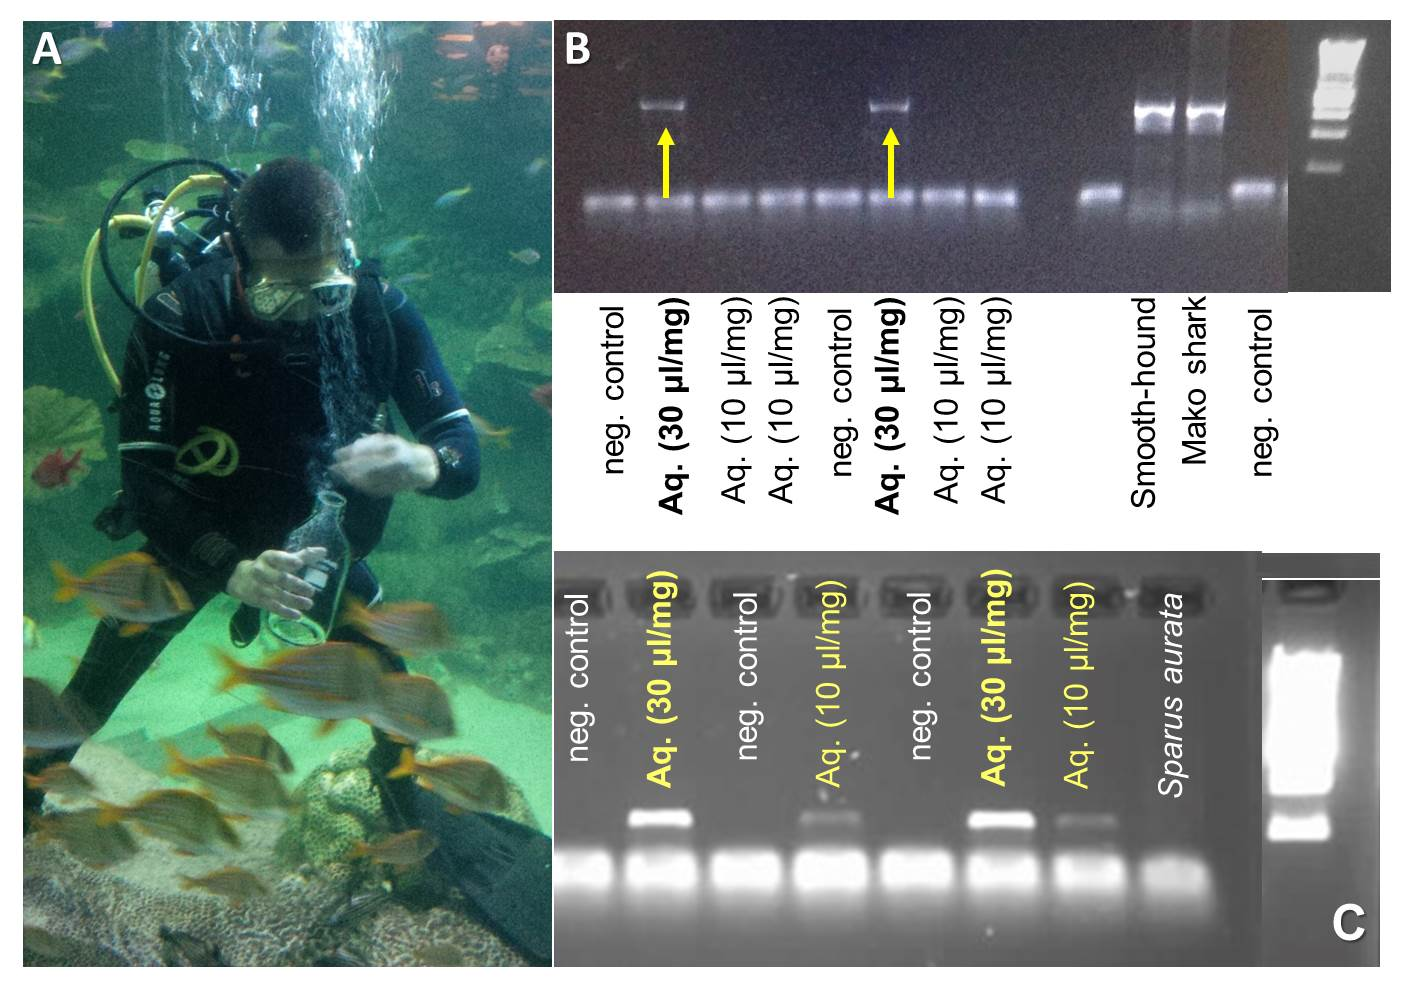 A
AQUA LUNG
B
neg. control
Aq. (30 µl/mg)
Aq. (10 µl/mg)
Aq. (10 µl/mg)
neg. control
Aq. (30 µl/mg)
Aq. (10 µl/mg)
Aq. (10 µl/mg)
Smooth-hound
Mako shark
neg. control
neg. control
Aq. (30 µl/mg)
neg. control
Aq. (10 µl/mg)
neg. control
Aq. (30 µl/mg)
Aq. (10 µl/mg)
Sparus aurata
C